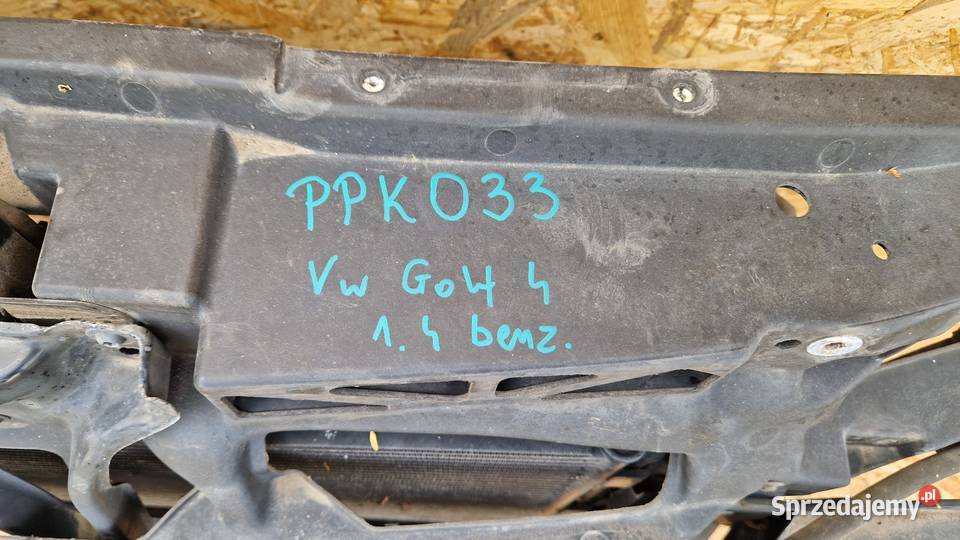 PPK033
Vw Golf 4
1.4 benz.
Sprzedajemy.pl